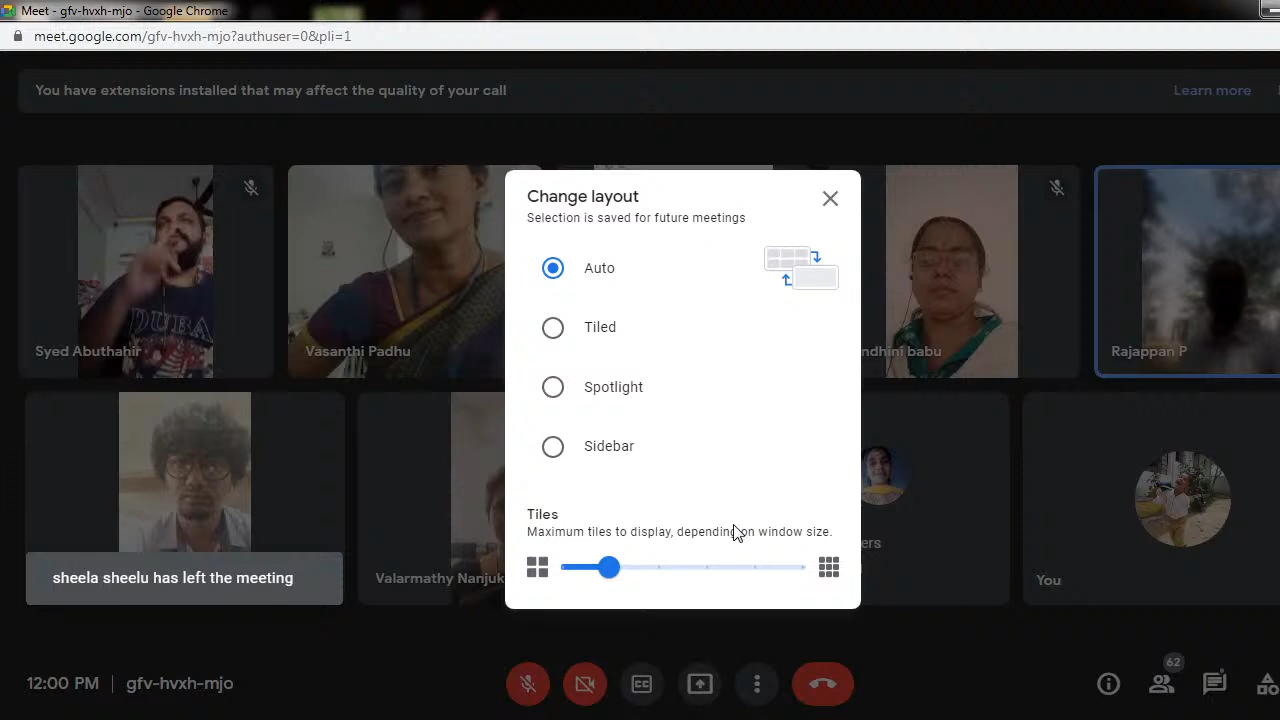 Meet - gfv-hvxh-mjo - Google Chrome
meet.google.com/gfv-hvxh-mjo?authuser=0&pli=1
You have extensions installed that may affect the quality of your call
Learn more
Change layout
Selection is saved for future meetings
Auto
Tiled
Spotlight
Sidebar
Tiles
Maximum tiles to display, depending on window size.
Syed Abuthahir
Vasanthi Padhu
ndhini babu
Rajappan P
DUBAI
sheela sheelu has left the meeting
Valarmathy Nanjuk
ers
You
12:00 PM | gfv-hvxh-mjo
CC
62